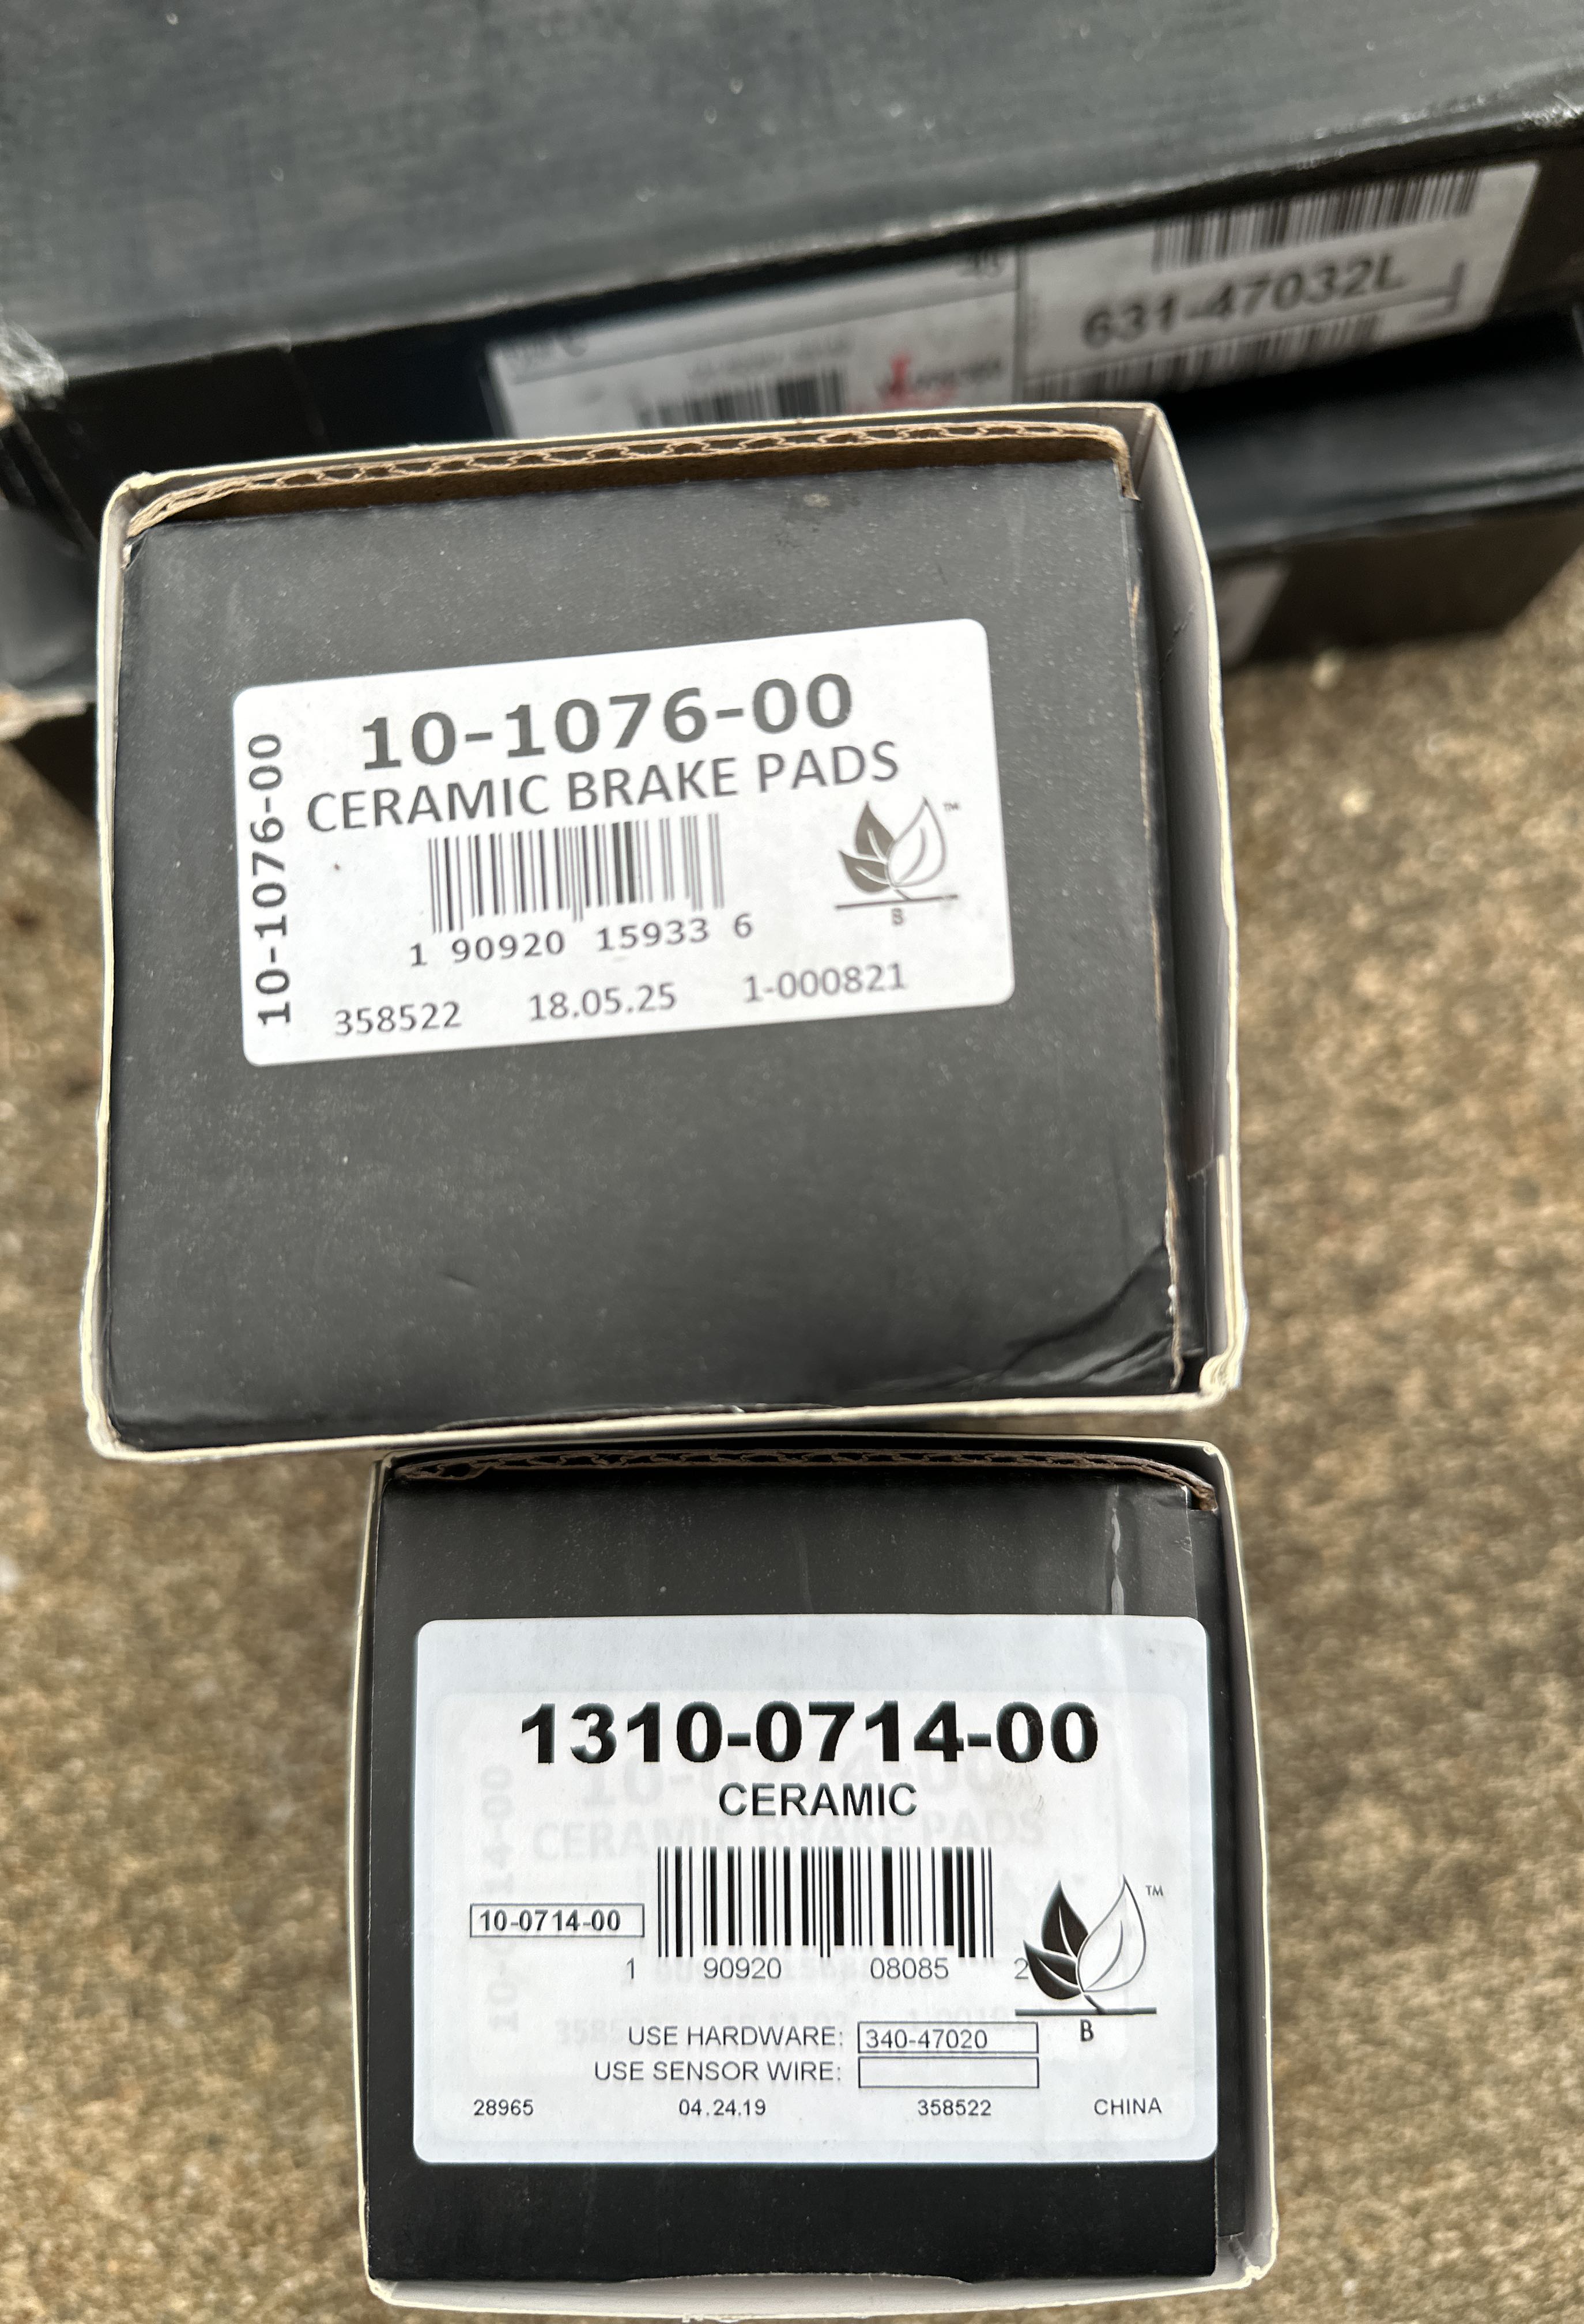 631-47032L
10-1076-00
10-1076-00
CERAMIC BRAKE PADS
™
B
1 90920 15933 6
358522 18.05.25 1-000821
1310-0714-00
CERAMIC
10-0714-00
™
1 90920 08085 2
B
USE HARDWARE: 340-47020
USE SENSOR WIRE:
28965 04.24.19 358522 CHINA